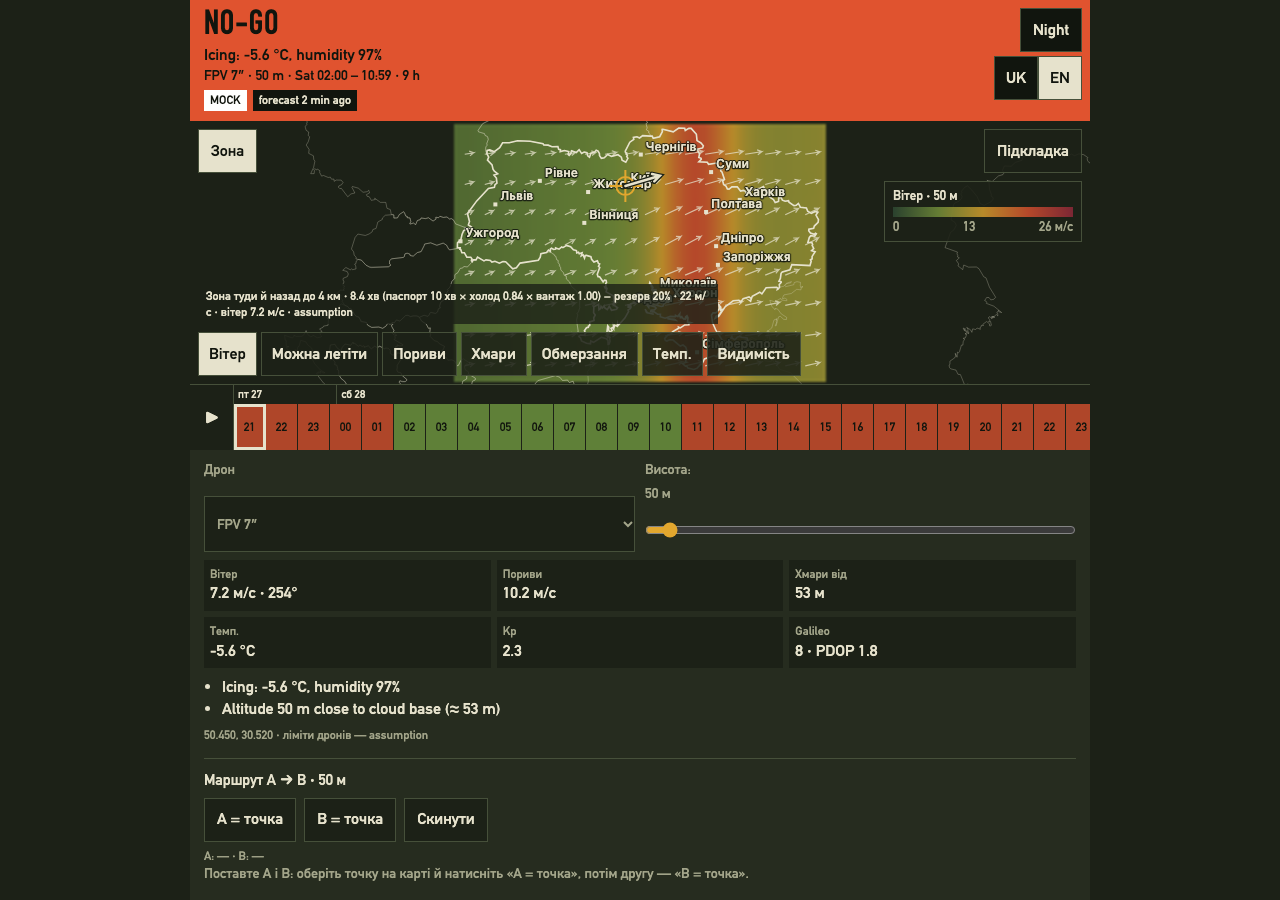 NO-GO
Icing: -5.6 °C, humidity 97%
FPV 7″ · 50 m · Sat 02:00 – 10:59 · 9 h
MOCK forecast 2 min ago
Night
UK EN
Зона
Підкладка
Вітер · 50 м
0 13 26 м/с
Чернігів
Суми
Рівне
Харків
Львів
Полтава
Вінниця
Ужгород
Дніпро
Запоріжжя
Миколаїв
Зона туди й назад до 4 км · 8.4 хв (паспорт 10 хв × холод 0.84 × вантаж 1.00) – резерв 20% · 22 м/
с · вітер 7.2 м/с · assumption
Сімферополь
Вітер Можна летіти Пориви Хмари Обмерзання Темп. Видимість
пт 27 сб 28
21 22 23 00 01 02 03 04 05 06 07 08 09 10 11 12 13 14 15 16 17 18 19 20 21 22 23
Дрон
FPV 7″
Висота:
50 м
Вітер
7.2 м/с · 254°
Пориви
10.2 м/с
Хмари від
53 м
Темп.
-5.6 °C
Kp
2.3
Galileo
8 · PDOP 1.8
• Icing: -5.6 °C, humidity 97%
• Altitude 50 m close to cloud base (≈ 53 m)
50.450, 30.520 · ліміти дронів — assumption
Маршрут A → B · 50 м
A = точка B = точка Скинути
A: — · B: —
Поставте A і B: оберіть точку на карті й натисніть «A = точка», потім другу — «B = точка».